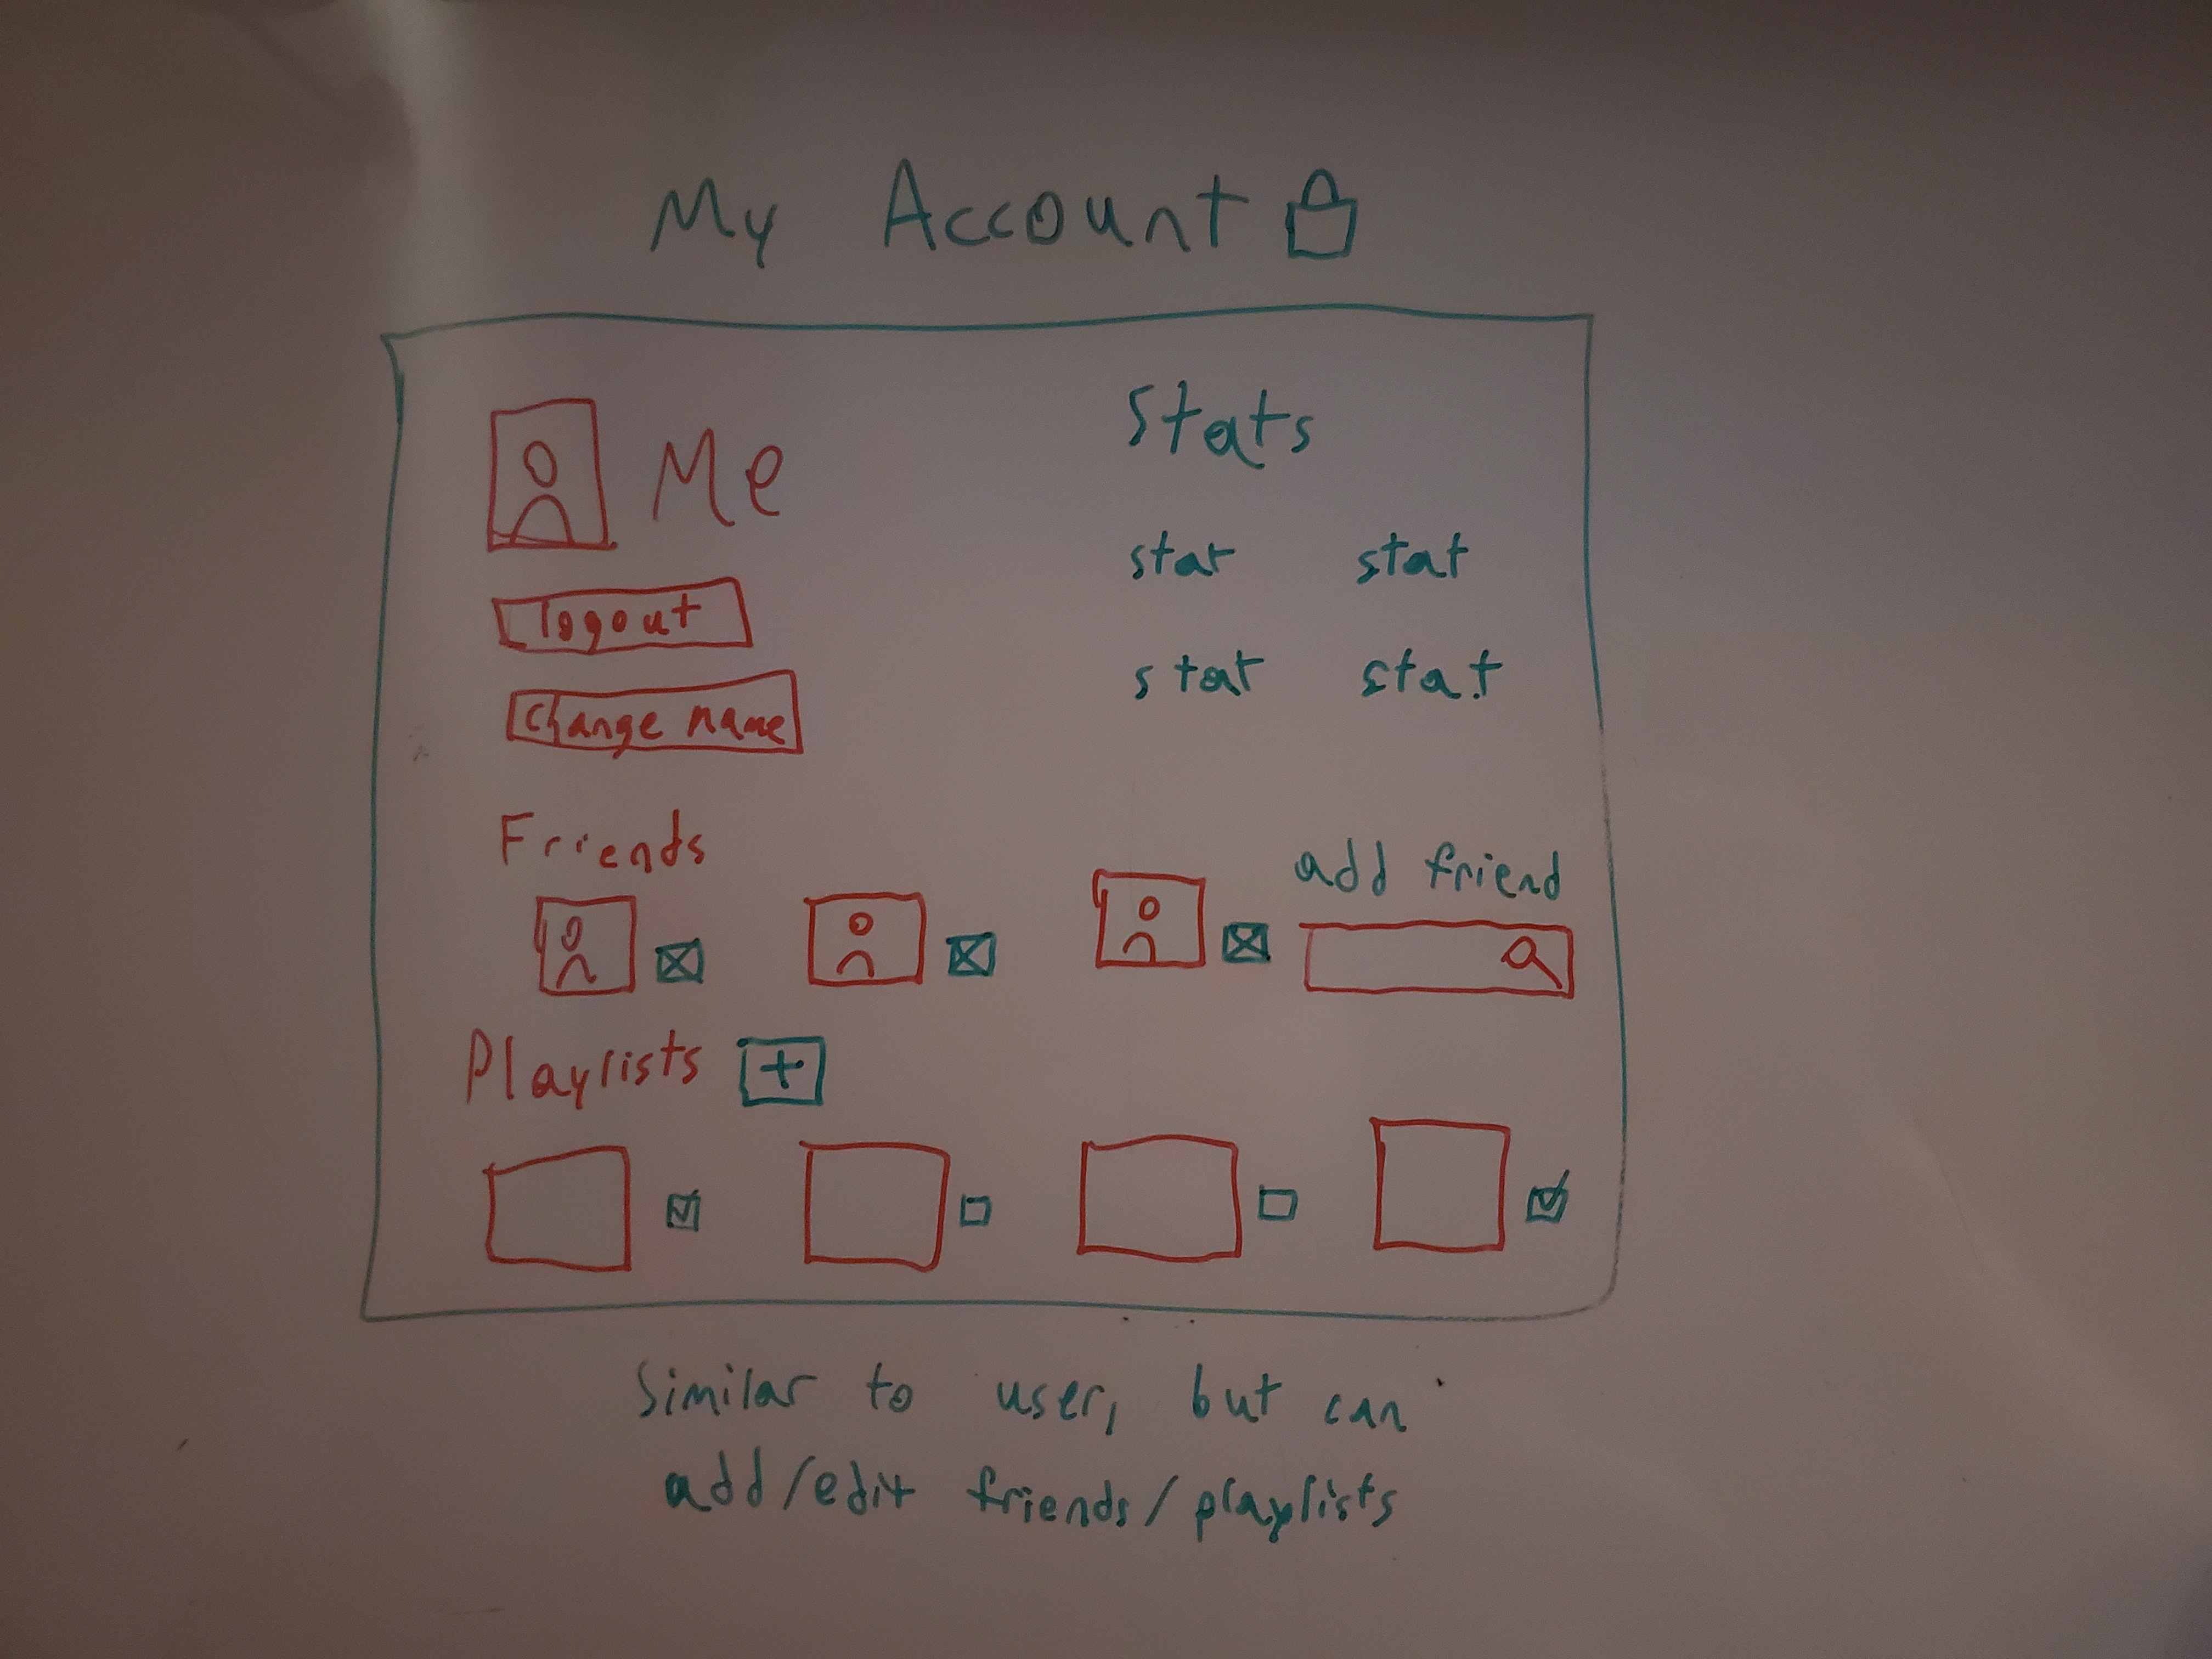 My Account
Me
Stats
logout
stat stat
change name
stat stat
Friends
add friend
Playlists +
Similar to user, but can
add/edit friends/playlists